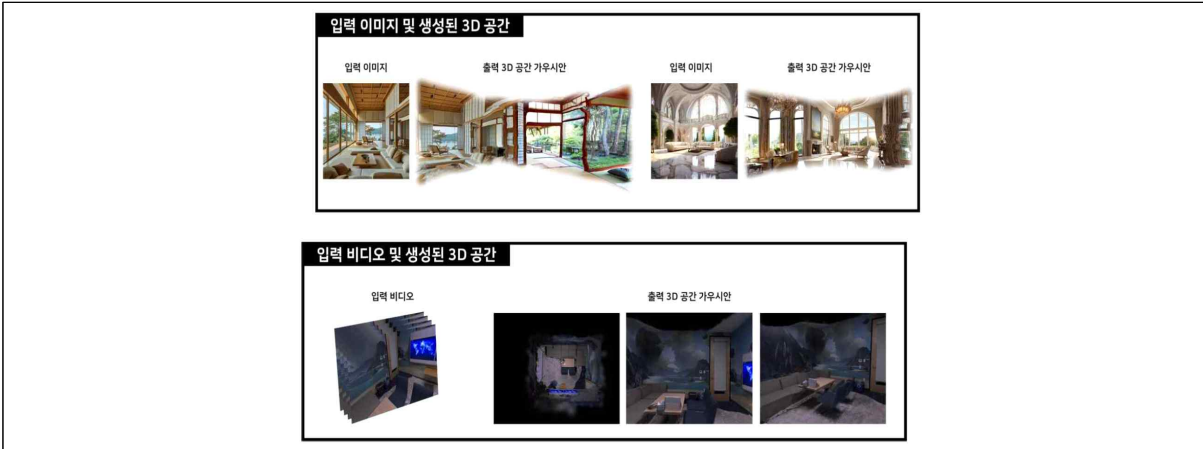 입력 이미지 및 생성된 3D 공간
입력 이미지
출력 3D 공간 가우시안
입력 이미지
출력 3D 공간 가우시안
입력 비디오 및 생성된 3D 공간
입력 비디오
출력 3D 공간 가우시안